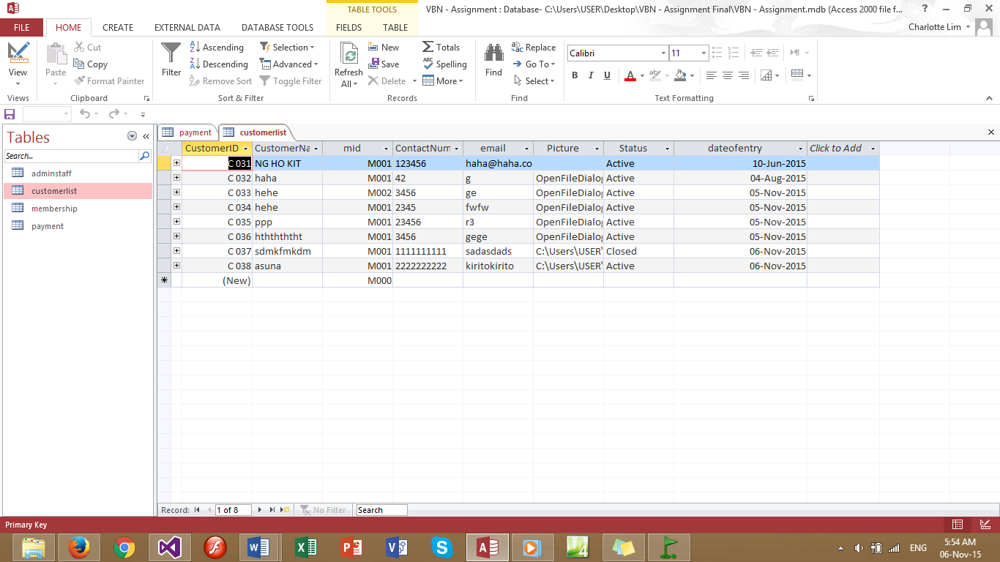 TABLE TOOLS
VBN - Assignment : Database- C:\Users\USER\Desktop\VBN - Assignment Final\VBN - Assignment.mdb (Access 2000 file f...
?
FILE HOME CREATE EXTERNAL DATA DATABASE TOOLS FIELDS TABLE
Charlotte Lim
View
Views
Paste
Cut
Copy
Format Painter
Clipboard
Filter
Ascending
Descending
Remove Sort
Selection
Advanced
Toggle Filter
Sort & Filter
Refresh
All
New
Save
Delete
Totals
Spelling
More
Records
Find
Replace
Go To
Select
Find
Calibri 11
B I U A
Text Formatting
Tables
Search...
adminstaff
customerlist
membership
payment
payment customerlist
CustomerID CustomerNa mid ContactNum email Picture Status dateofentry Click to Add
C 031 NG HO KIT M001 123456 haha@haha.co Active 10-Jun-2015
C 032 haha M001 42 g OpenFileDialog Active 04-Aug-2015
C 033 hehe M002 3456 ge OpenFileDialog Active 05-Nov-2015
C 034 hehe M001 2345 fwfw OpenFileDialog Active 05-Nov-2015
C 035 ppp M001 23456 r3 OpenFileDialog Active 05-Nov-2015
C 036 hththththt M001 3456 gege OpenFileDialog Active 05-Nov-2015
C 037 sdmkfmkdm M001 1111111111 sadasdads C:\Users\USER\ Closed 06-Nov-2015
C 038 asuna M001 2222222222 kiritokirito C:\Users\USER\ Active 06-Nov-2015
(New) M000
Record: 1 of 8 No Filter Search
Primary Key
ENG
5:54 AM
06-Nov-15